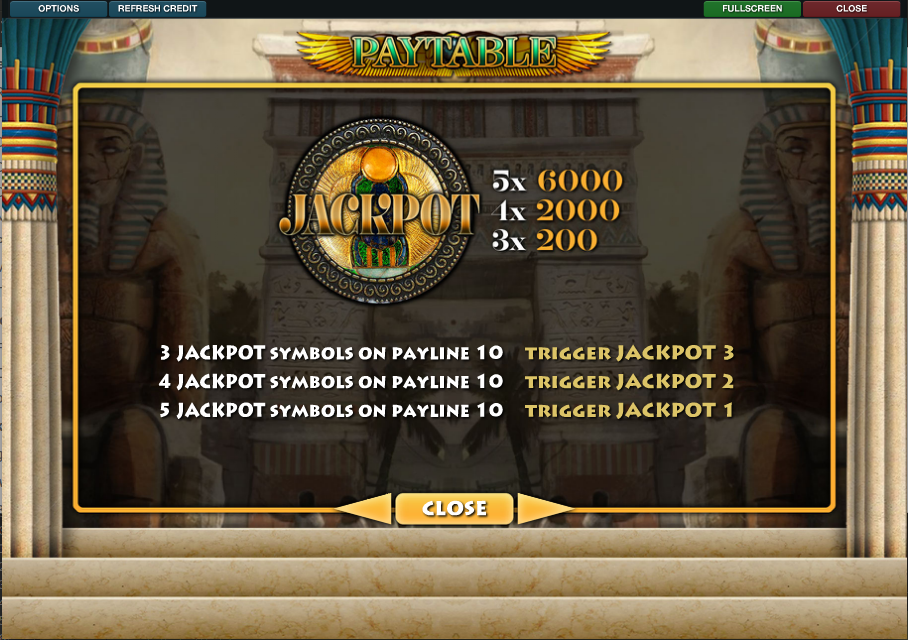 OPTIONS REFRESH CREDIT FULLSCREEN CLOSE
PAYTABLE
JACKPOT
5x 6000
4x 2000
3x 200
3 JACKPOT SYMBOLS ON PAYLINE 10 TRIGGER JACKPOT 3
4 JACKPOT SYMBOLS ON PAYLINE 10 TRIGGER JACKPOT 2
5 JACKPOT SYMBOLS ON PAYLINE 10 TRIGGER JACKPOT 1
CLOSE